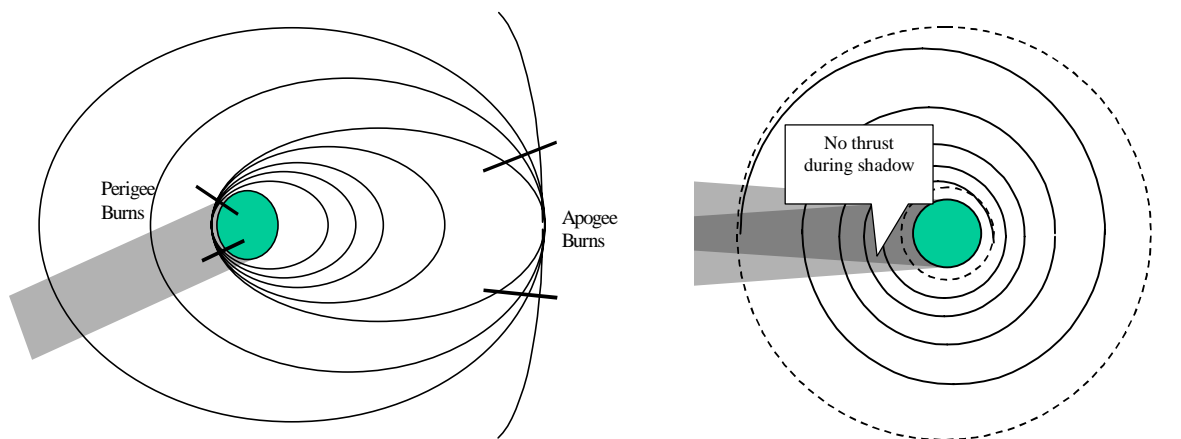 Perigee
Burns
Apogee
Burns
No thrust
during shadow